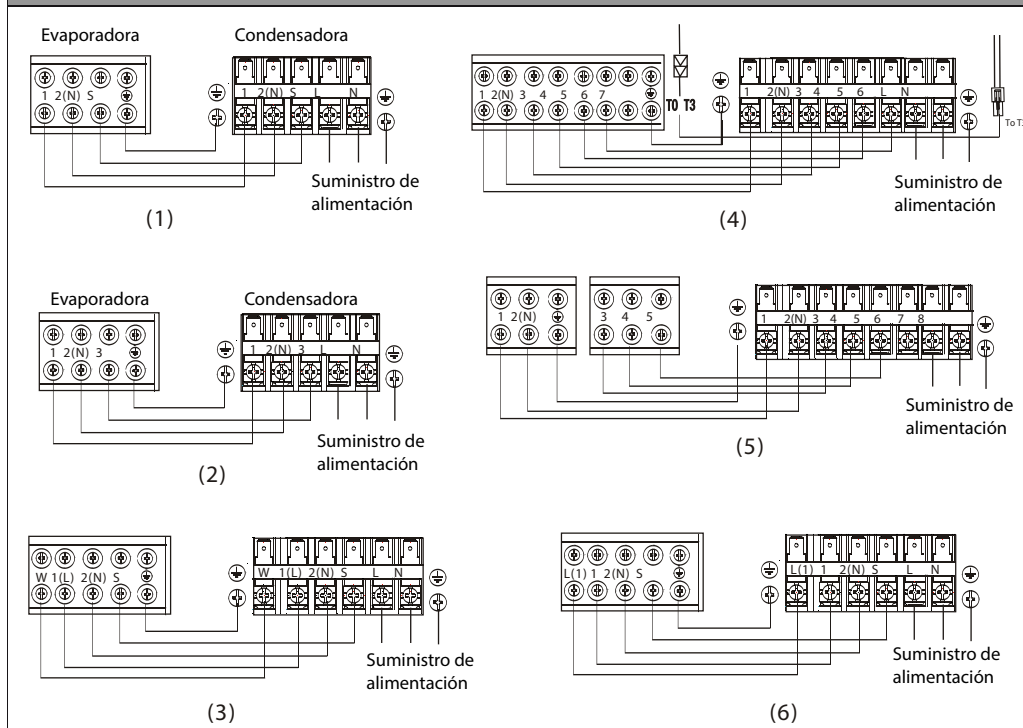 Evaporadora
Condensadora
1 2(N) S
1 2(N) S L N
Suministro de
alimentación
(1)
1 2(N) 3 4 5 6 7
TO T3
1 2(N) 3 4 5 6 L N
Suministro de
alimentación
(4)
Evaporadora
Condensadora
1 2(N) 3
1 2(N) 3 L N
Suministro de
alimentación
(2)
1 2(N)
3 4 5
1 2(N) 3 4 5 6 7 8
Suministro de
alimentación
(5)
W 1(L) 2(N) S
W 1(L) 2(N) S L N
Suministro de
alimentación
(3)
L(1) 1 2(N) S
L(1) 1 2(N) S L N
Suministro de
alimentación
(6)